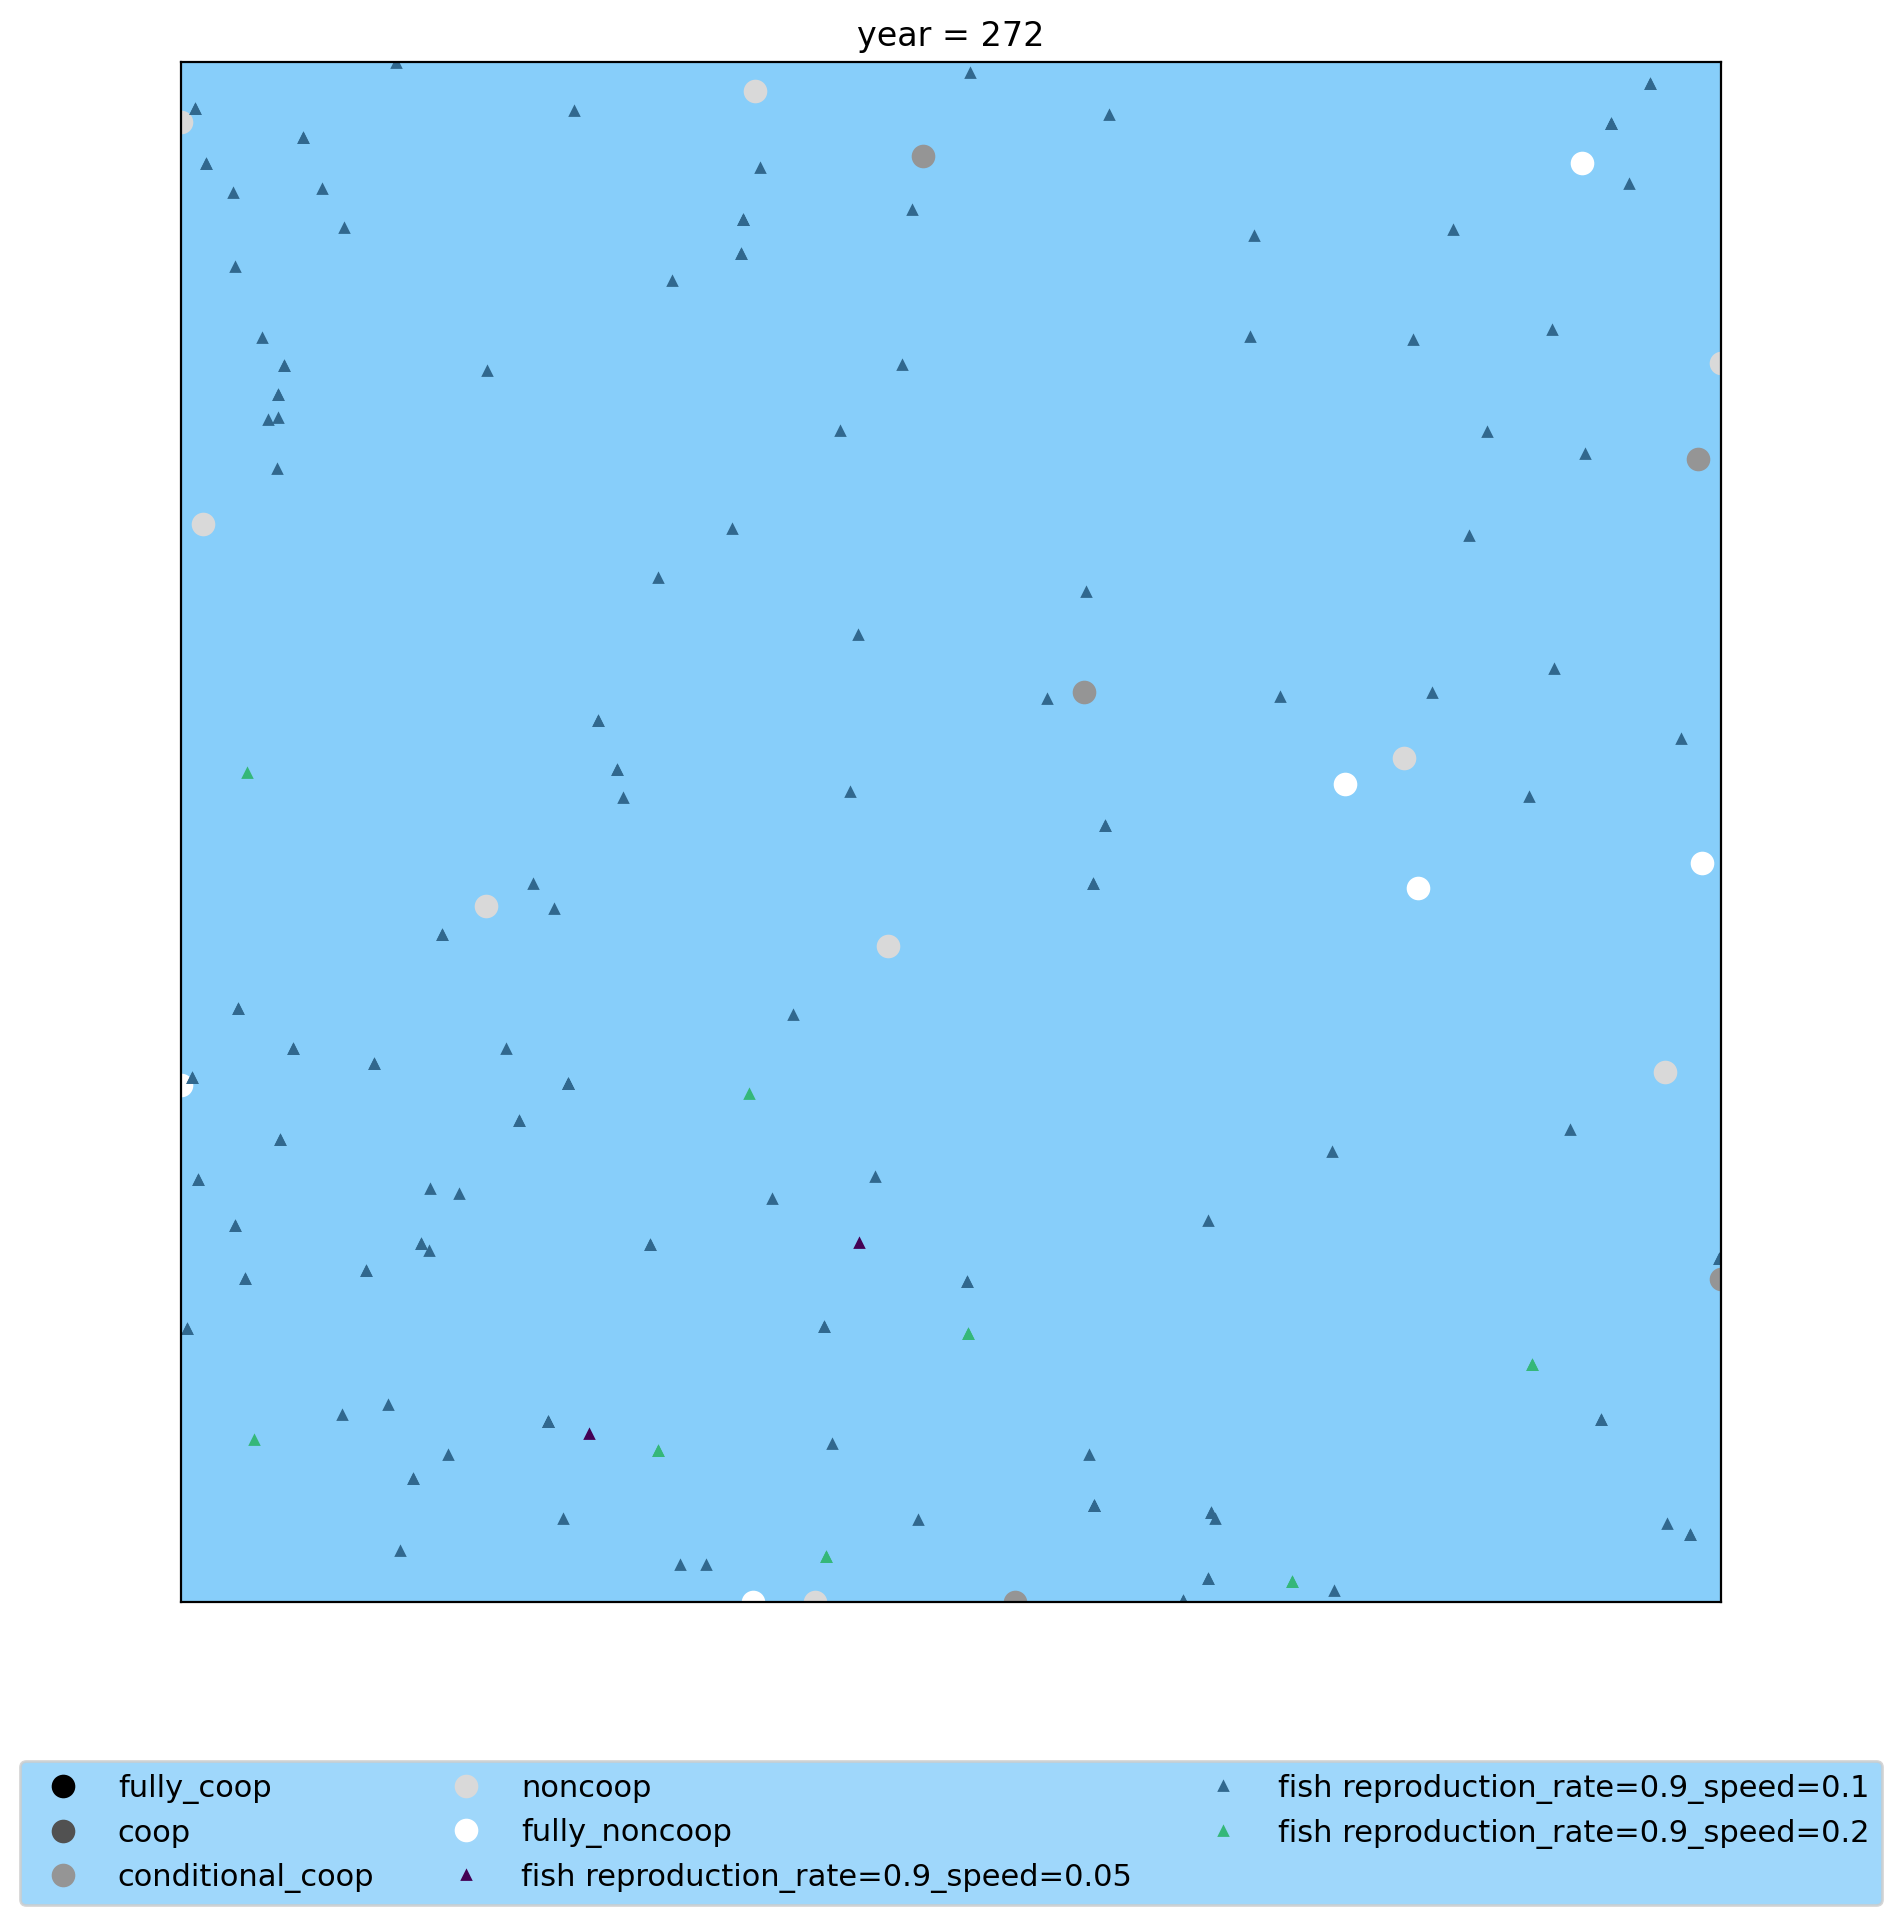 year = 272
fully_coop
coop
conditional_coop
noncoop
fully_noncoop
fish reproduction_rate=0.9_speed=0.05
fish reproduction_rate=0.9_speed=0.1
fish reproduction_rate=0.9_speed=0.2